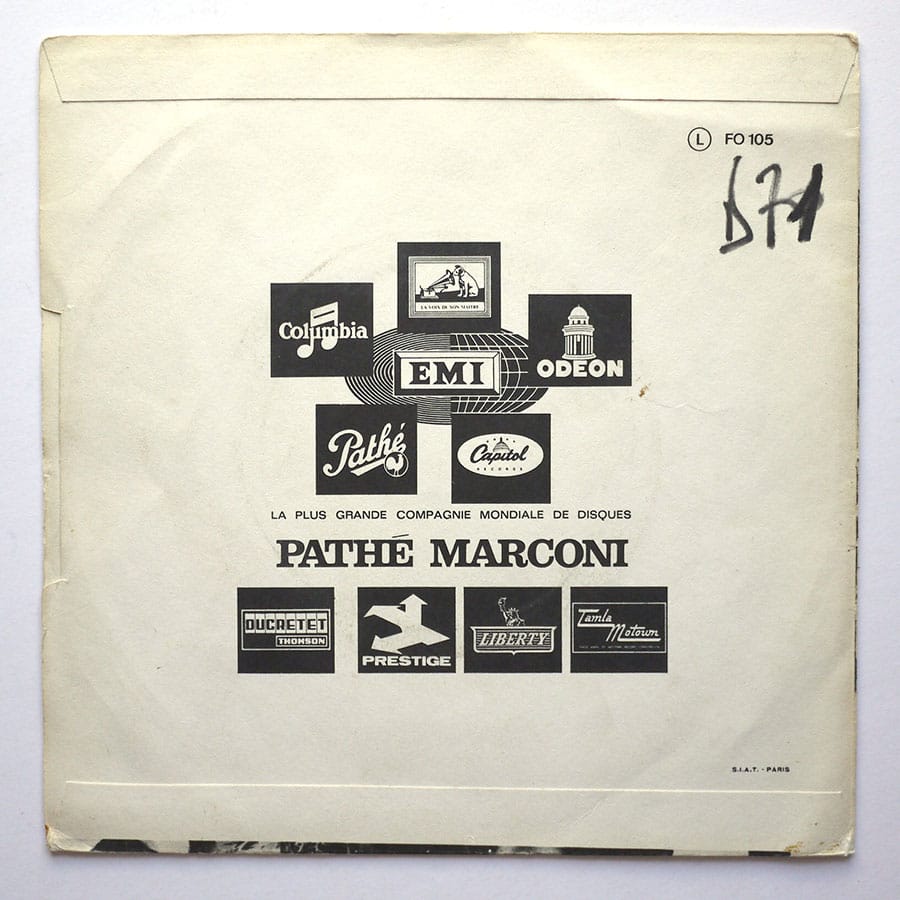 Ⓛ FO 105
D71
LA VOIX DE SON MAITRE
Columbia
EMI
ODEON
Pathé
Capitol
RECORDS
LA PLUS GRANDE COMPAGNIE MONDIALE DE DISQUES
PATHÉ MARCONI
DUCRETET
THOMSON
PRESTIGE
LIBERTY
Tamla
Motown
S.I.A.T. - PARIS